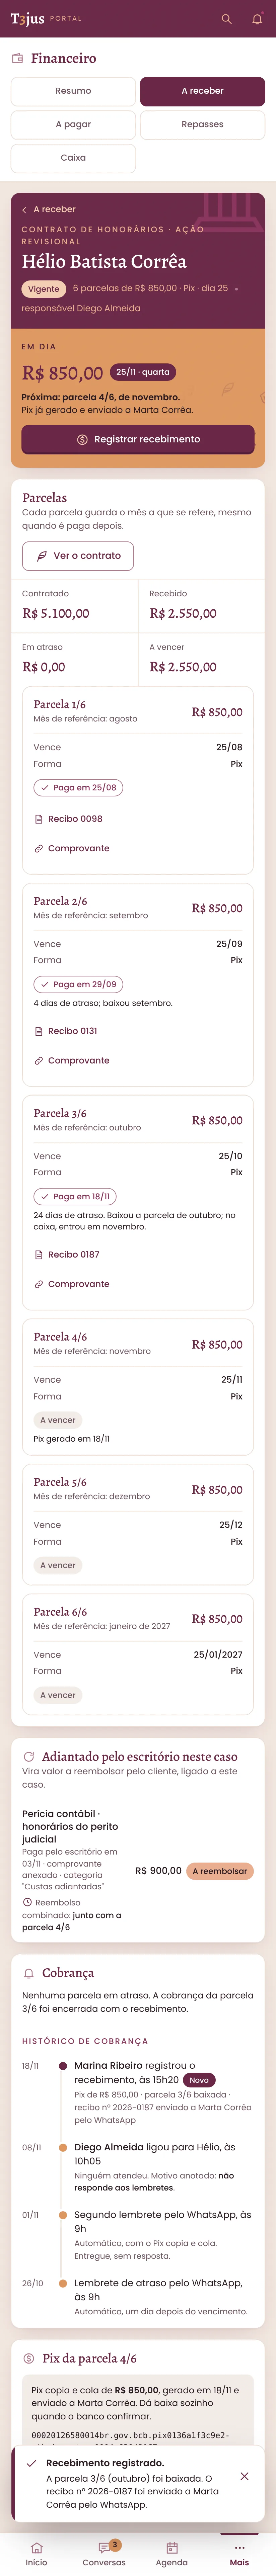 T3jus PORTAL
Financeiro
Resumo
A receber
A pagar
Repasses
Caixa
A receber
CONTRATO DE HONORÁRIOS · AÇÃO
REVISIONAL
Hélio Batista Corrêa
Vigente 6 parcelas de R$ 850,00 · Pix · dia 25
responsável Diego Almeida
EM DIA
R$ 850,00 25/11 · quarta
Próxima: parcela 4/6, de novembro.
Pix já gerado e enviado a Marta Corrêa.
Registrar recebimento
Parcelas
Cada parcela guarda o mês a que se refere, mesmo
quando é paga depois.
Ver o contrato
Contratado
R$ 5.100,00
Recebido
R$ 2.550,00
Em atraso
R$ 0,00
A vencer
R$ 2.550,00
Parcela 1/6
Mês de referência: agosto
R$ 850,00
Vence 25/08
Forma Pix
Paga em 25/08
Recibo 0098
Comprovante
Parcela 2/6
Mês de referência: setembro
R$ 850,00
Vence 25/09
Forma Pix
Paga em 29/09
4 dias de atraso; baixou setembro.
Recibo 0131
Comprovante
Parcela 3/6
Mês de referência: outubro
R$ 850,00
Vence 25/10
Forma Pix
Paga em 18/11
24 dias de atraso. Baixou a parcela de outubro; no
caixa, entrou em novembro.
Recibo 0187
Comprovante
Parcela 4/6
Mês de referência: novembro
R$ 850,00
Vence 25/11
Forma Pix
A vencer
Pix gerado em 18/11
Parcela 5/6
Mês de referência: dezembro
R$ 850,00
Vence 25/12
Forma Pix
A vencer
Parcela 6/6
Mês de referência: janeiro de 2027
R$ 850,00
Vence 25/01/2027
Forma Pix
A vencer
Adiantado pelo escritório neste caso
Vira valor a reembolsar pelo cliente, ligado a este
caso.
Perícia contábil ·
honorários do perito
judicial
Paga pelo escritório em
03/11 · comprovante
anexado · categoria
"Custas adiantadas"
Reembolso
combinado: junto com a
parcela 4/6
R$ 900,00 A reembolsar
Cobrança
Nenhuma parcela em atraso. A cobrança da parcela
3/6 foi encerrada com o recebimento.
HISTÓRICO DE COBRANÇA
18/11 Marina Ribeiro registrou o
recebimento, às 15h20 Novo
Pix de R$ 850,00 · parcela 3/6 baixada ·
recibo nº 2026-0187 enviado a Marta Corrêa
pelo WhatsApp
08/11 Diego Almeida ligou para Hélio, às
10h05
Ninguém atendeu. Motivo anotado: não
responde aos lembretes.
01/11 Segundo lembrete pelo WhatsApp, às
9h
Automático, com o Pix copia e cola.
Entregue, sem resposta.
26/10 Lembrete de atraso pelo WhatsApp,
às 9h
Automático, um dia depois do vencimento.
Pix da parcela 4/6
Pix copia e cola de R$ 850,00, gerado em 18/11 e
enviado a Marta Corrêa. Dá baixa sozinho
quando o banco confirmar.
00020126580014br.gov.bcb.pix0136a1f3c9e2-
Recebimento registrado.
A parcela 3/6 (outubro) foi baixada. O
recibo nº 2026-0187 foi enviado a Marta
Corrêa pelo WhatsApp.
Início
Conversas 3
Agenda
Mais